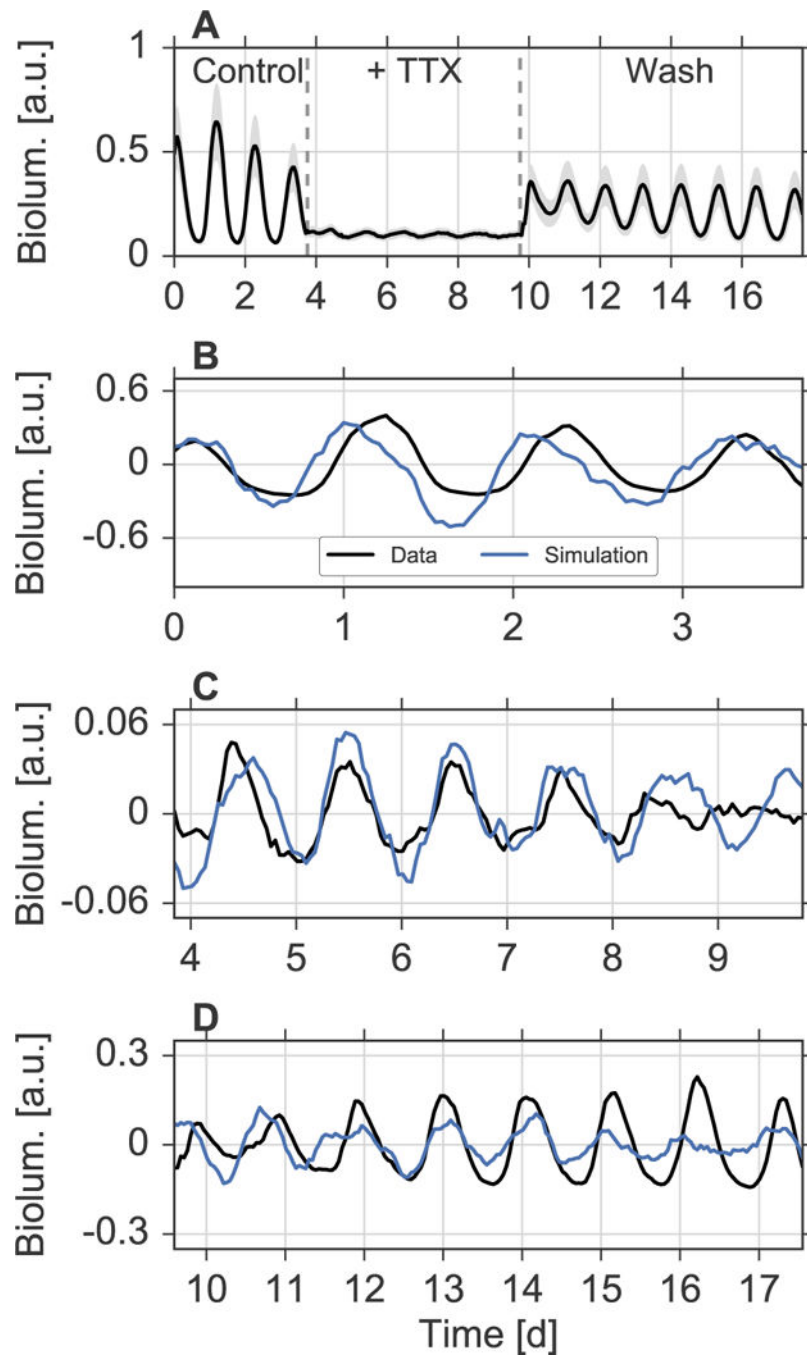 A
Biolum. [a.u.]
1
0.5
0
Control + TTX Wash
0 2 4 6 8 10 12 14 16
B
Biolum. [a.u.]
0.6
0
-0.6
Data Simulation
0 1 2 3
C
Biolum. [a.u.]
0.06
0
-0.06
4 5 6 7 8 9
D
Biolum. [a.u.]
0.3
0
-0.3
10 11 12 13 14 15 16 17
Time [d]